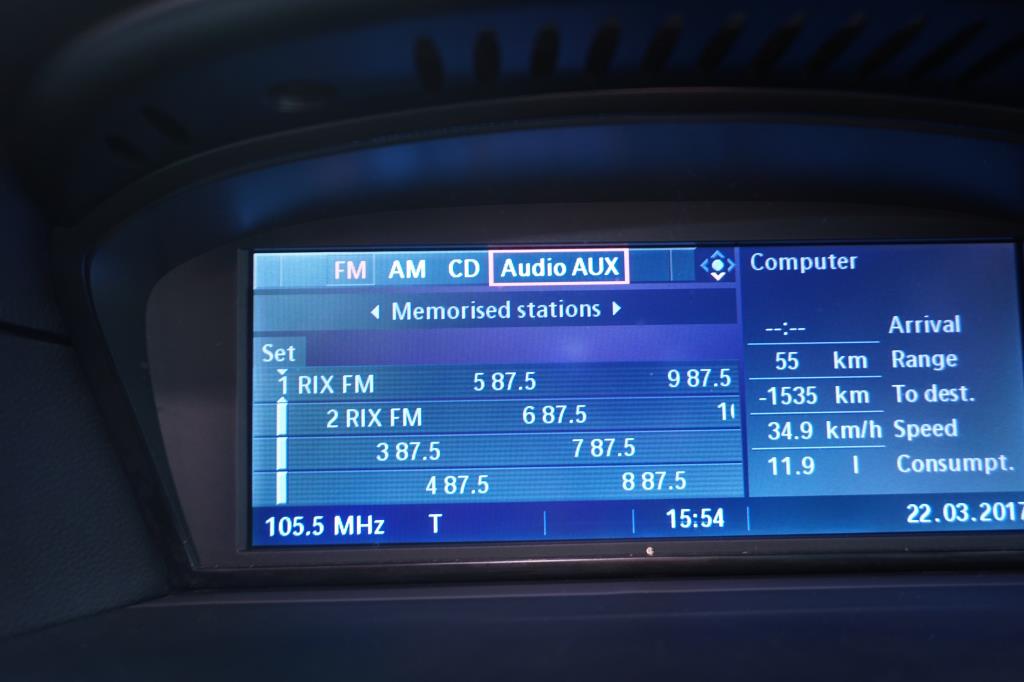 FM AM CD Audio AUX
Memorised stations
Set
1 RIX FM 5 87.5 9 87.5
2 RIX FM 6 87.5
3 87.5 7 87.5
4 87.5 8 87.5
105.5 MHz T 15:54 22.03.2017
Computer
--:-- Arrival
55 km Range
-1535 km To dest.
34.9 km/h Speed
11.9 l Consumpt.